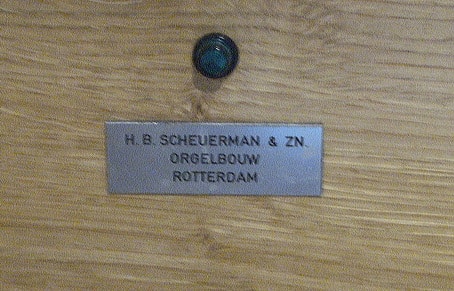 H. B. SCHEUERMAN & ZN.
ORGELBOUW
ROTTERDAM